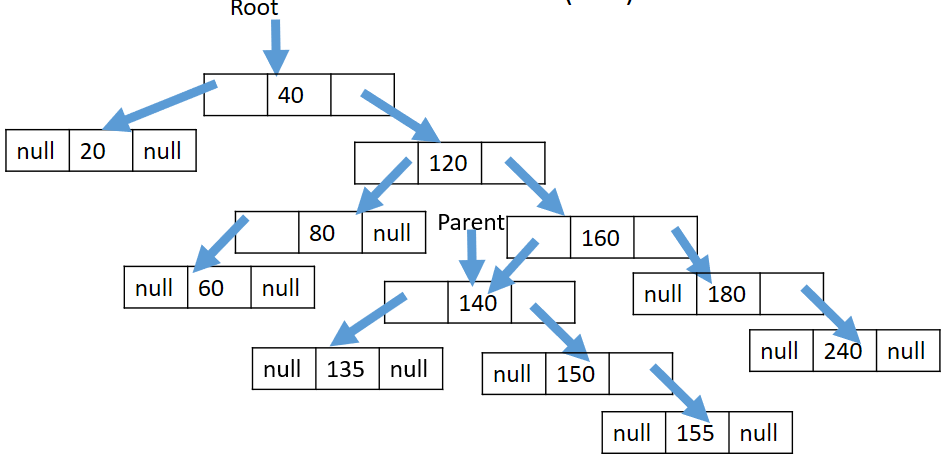 Root
40
null 20 null
120
80 null
Parent
160
null 60 null
140
null 180
null 135 null
null 150
null 240 null
null 155 null